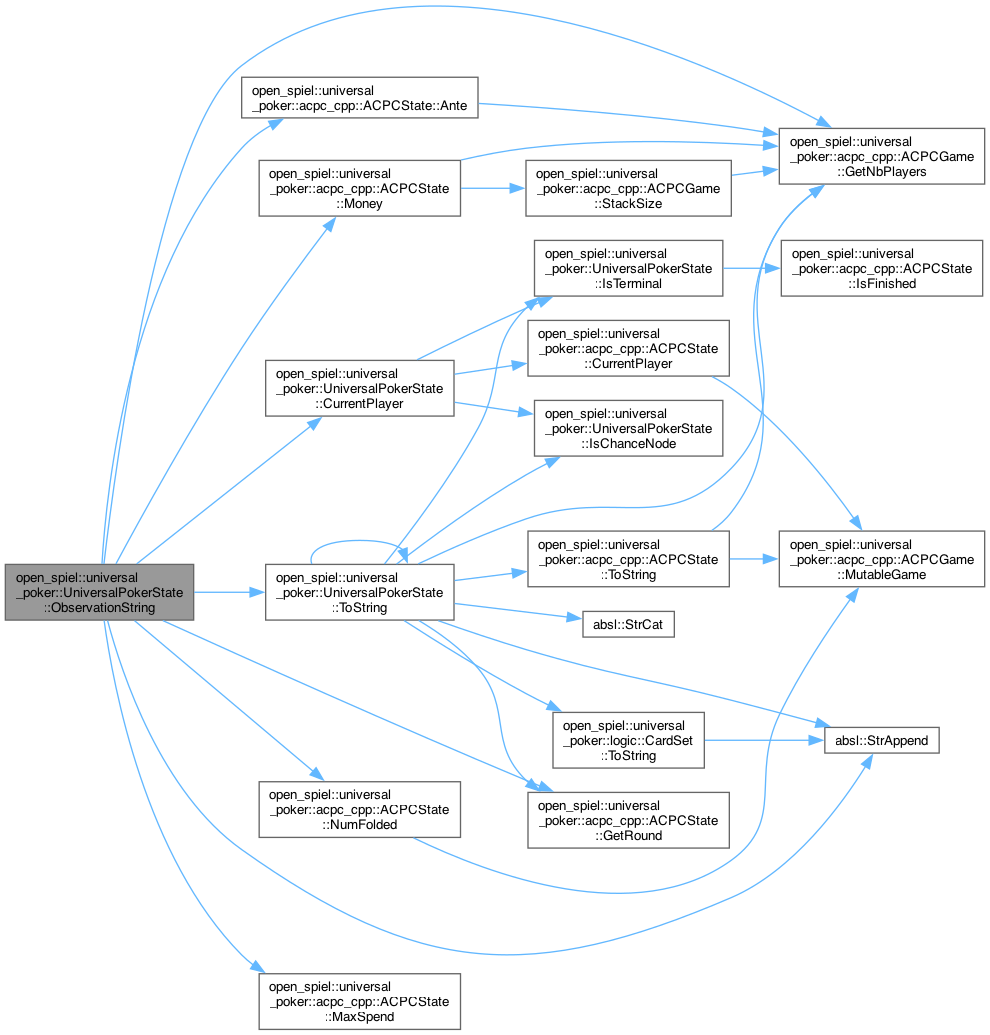 open_spiel::universal
_poker::UniversalPokerState
::ObservationString
open_spiel::universal
_poker::acpc_cpp::ACPCState::Ante
open_spiel::universal
_poker::acpc_cpp::ACPCState
::Money
open_spiel::universal
_poker::UniversalPokerState
::CurrentPlayer
open_spiel::universal
_poker::UniversalPokerState
::ToString
open_spiel::universal
_poker::acpc_cpp::ACPCState
::NumFolded
open_spiel::universal
_poker::acpc_cpp::ACPCState
::MaxSpend
open_spiel::universal
_poker::acpc_cpp::ACPCGame
::StackSize
open_spiel::universal
_poker::UniversalPokerState
::IsTerminal
open_spiel::universal
_poker::acpc_cpp::ACPCState
::CurrentPlayer
open_spiel::universal
_poker::UniversalPokerState
::IsChanceNode
open_spiel::universal
_poker::acpc_cpp::ACPCState
::ToString
absl::StrCat
open_spiel::universal
_poker::logic::CardSet
::ToString
open_spiel::universal
_poker::acpc_cpp::ACPCState
::GetRound
open_spiel::universal
_poker::acpc_cpp::ACPCGame
::GetNbPlayers
open_spiel::universal
_poker::acpc_cpp::ACPCState
::IsFinished
open_spiel::universal
_poker::acpc_cpp::ACPCGame
::MutableGame
absl::StrAppend